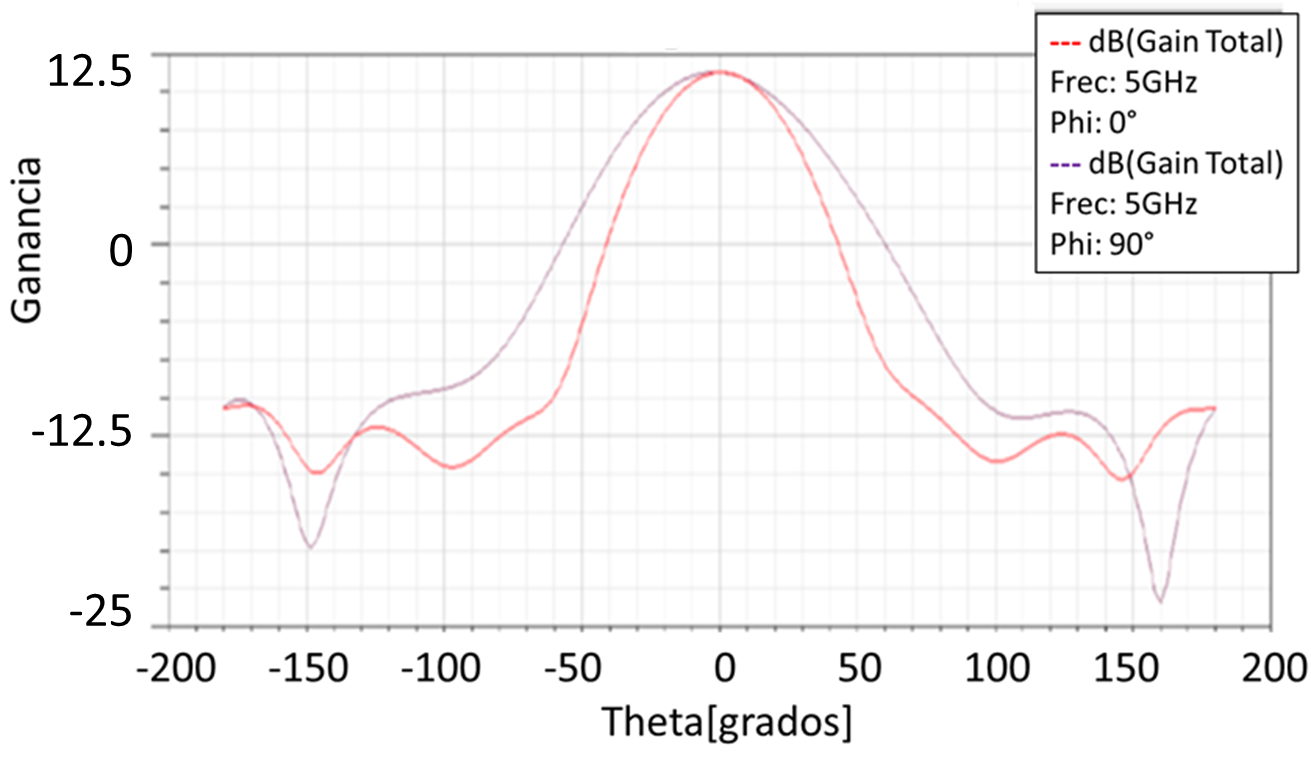 --- dB(Gain Total)
Frec: 5GHz
Phi: 0°
--- dB(Gain Total)
Frec: 5GHz
Phi: 90°
Ganancia
12.5
0
-12.5
-25
-200 -150 -100 -50 0 50 100 150 200
Theta[grados]